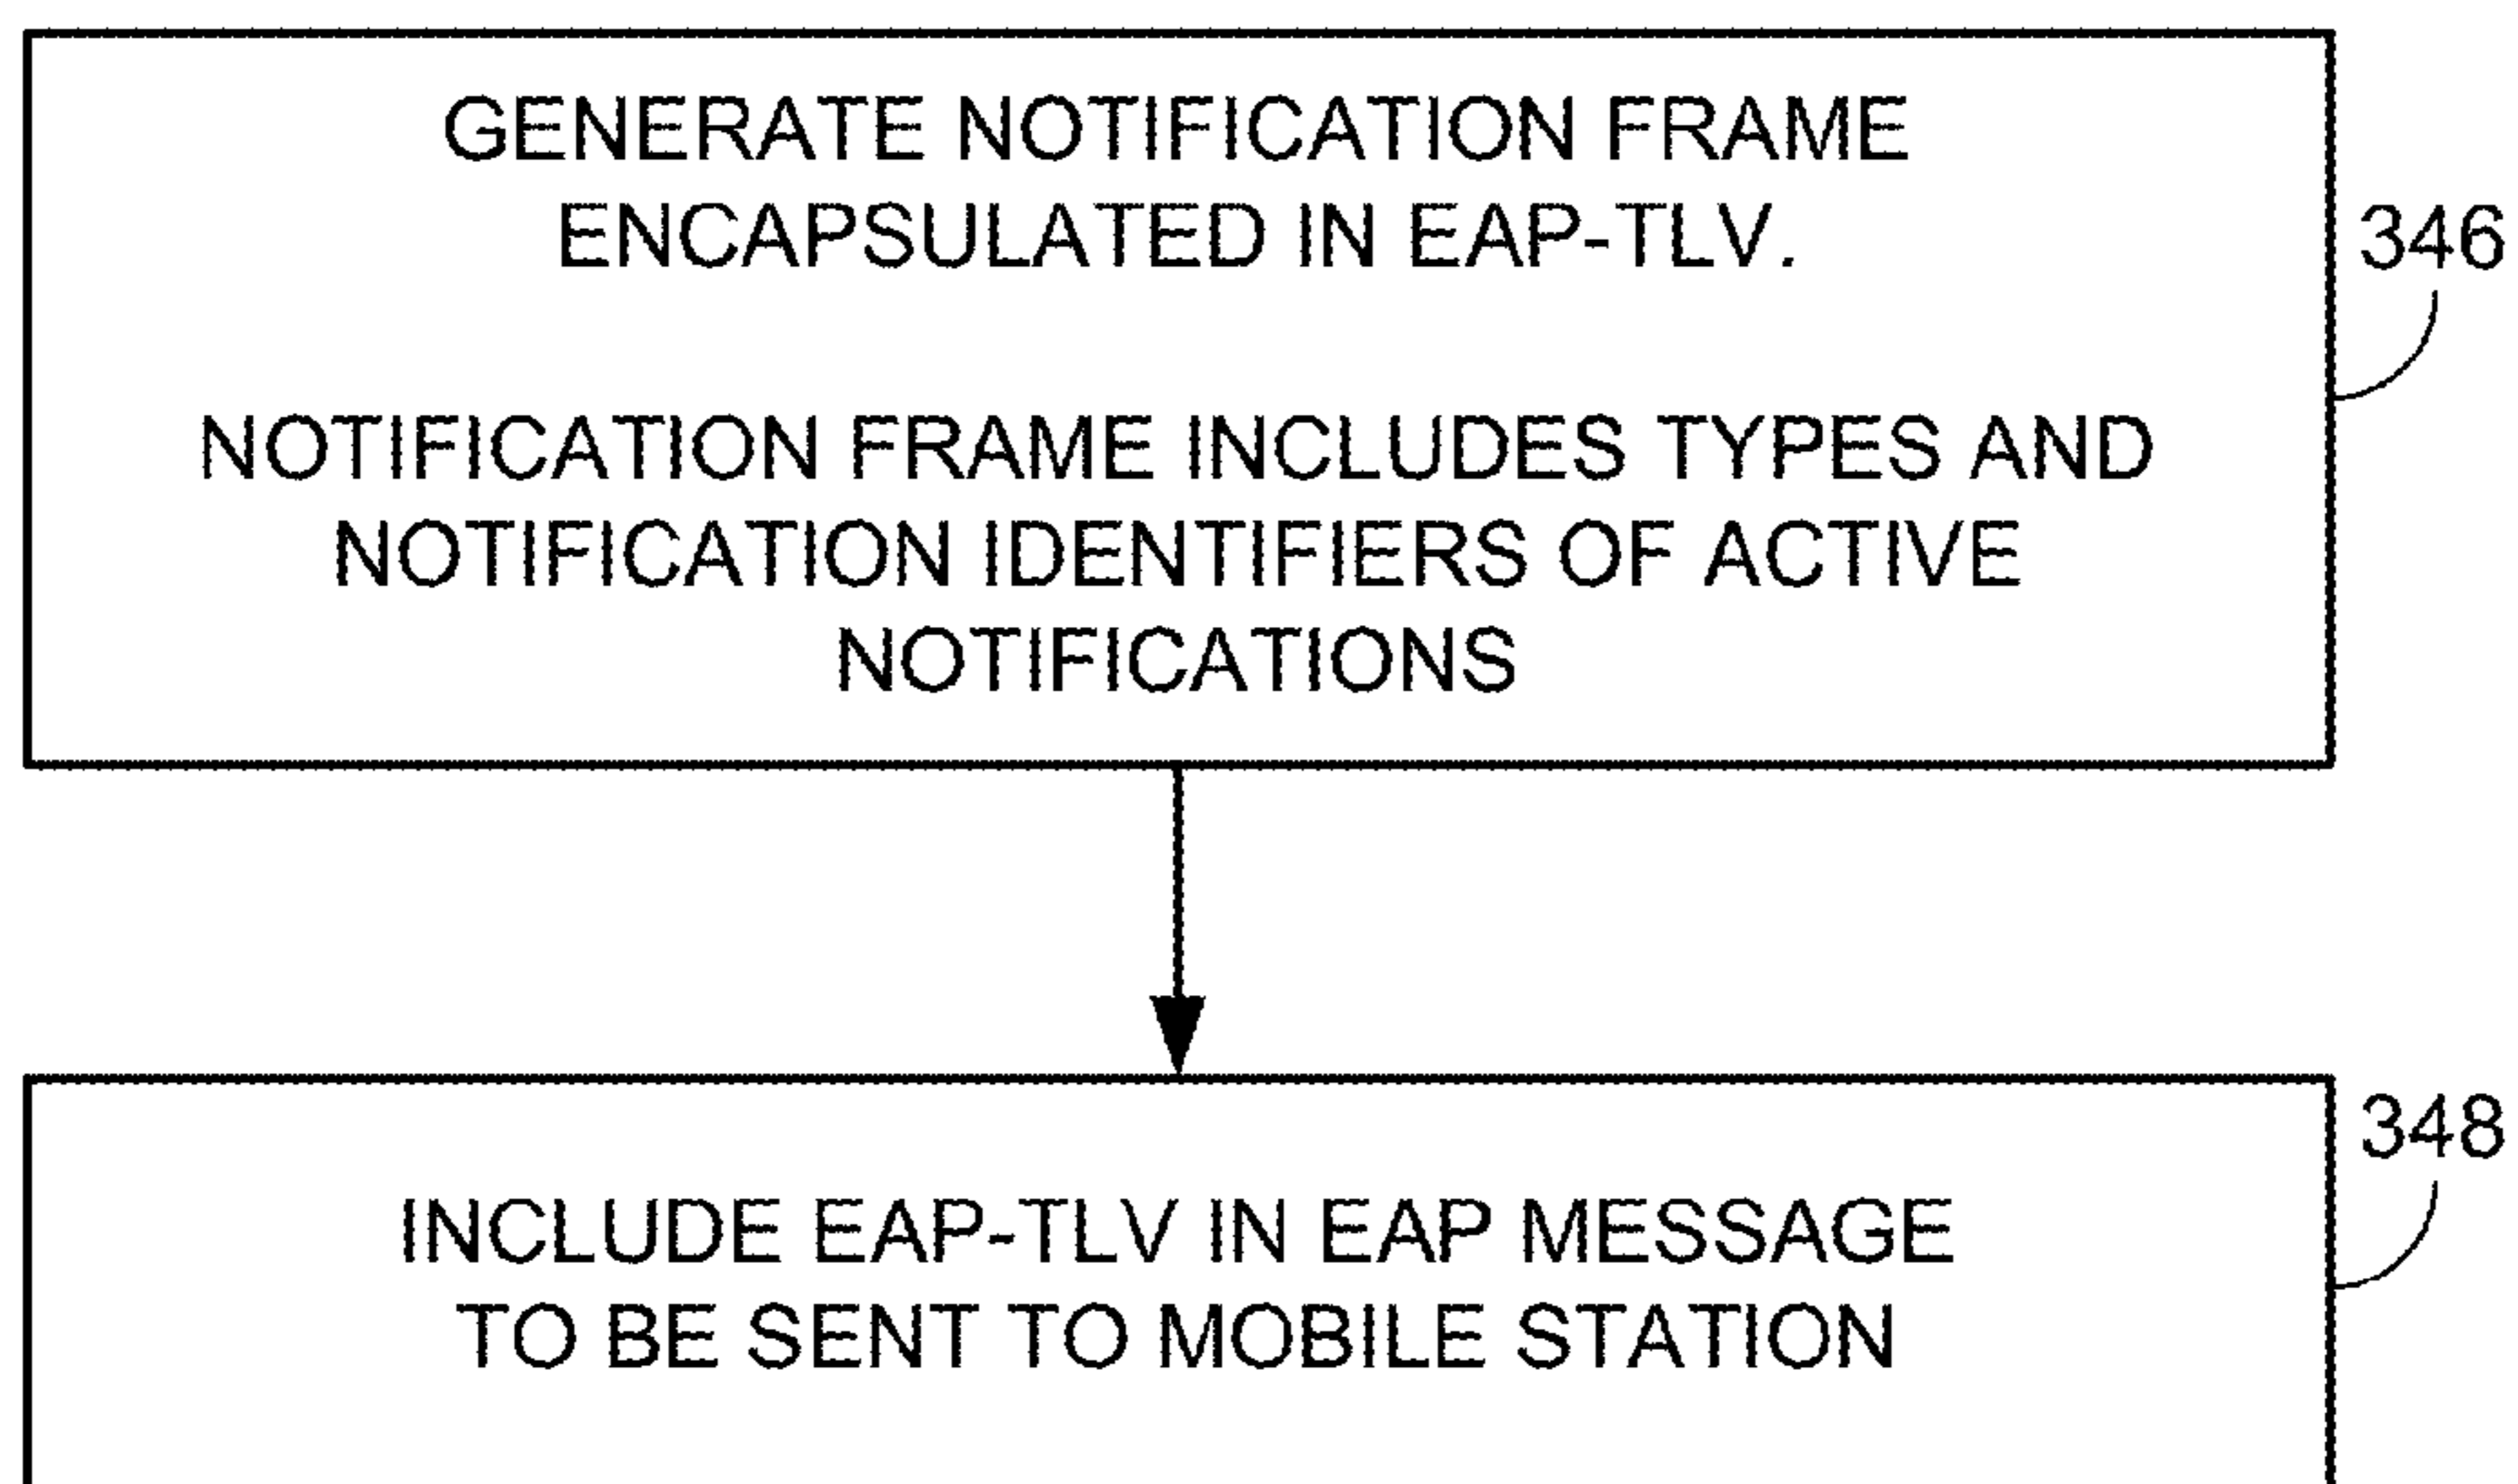 GENERATE NOTIFICATION FRAME
ENCAPSULATED IN EAP-TLV.
346
NOTIFICATION FRAME INCLUDES TYPES AND
NOTIFICATION IDENTIFIERS OF ACTIVE
NOTIFICATIONS
348
INCLUDE EAP-TLV IN EAP MESSAGE
TO BE SENT TO MOBILE STATION